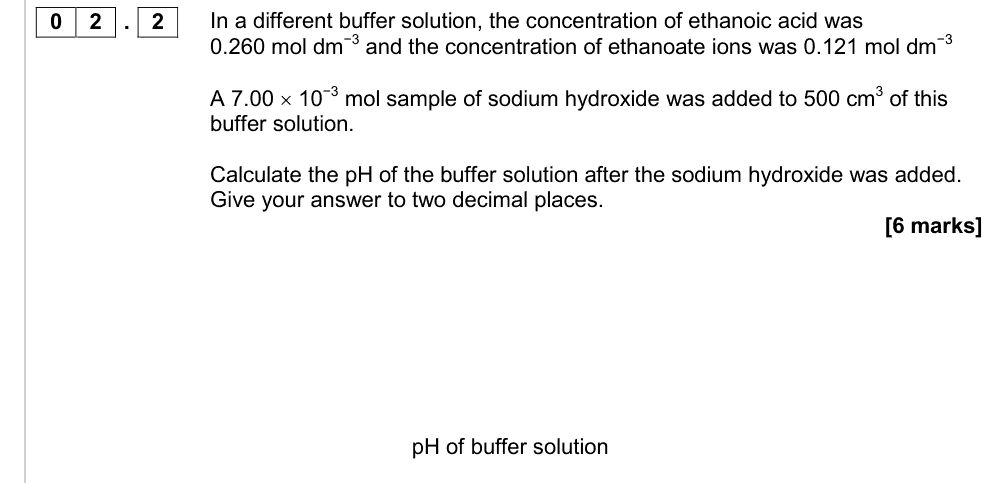 0 2 . 2 In a different buffer solution, the concentration of ethanoic acid was
0.260 mol dm⁻³ and the concentration of ethanoate ions was 0.121 mol dm⁻³
A 7.00 × 10⁻³ mol sample of sodium hydroxide was added to 500 cm³ of this
buffer solution.
Calculate the pH of the buffer solution after the sodium hydroxide was added.
Give your answer to two decimal places.
[6 marks]
pH of buffer solution